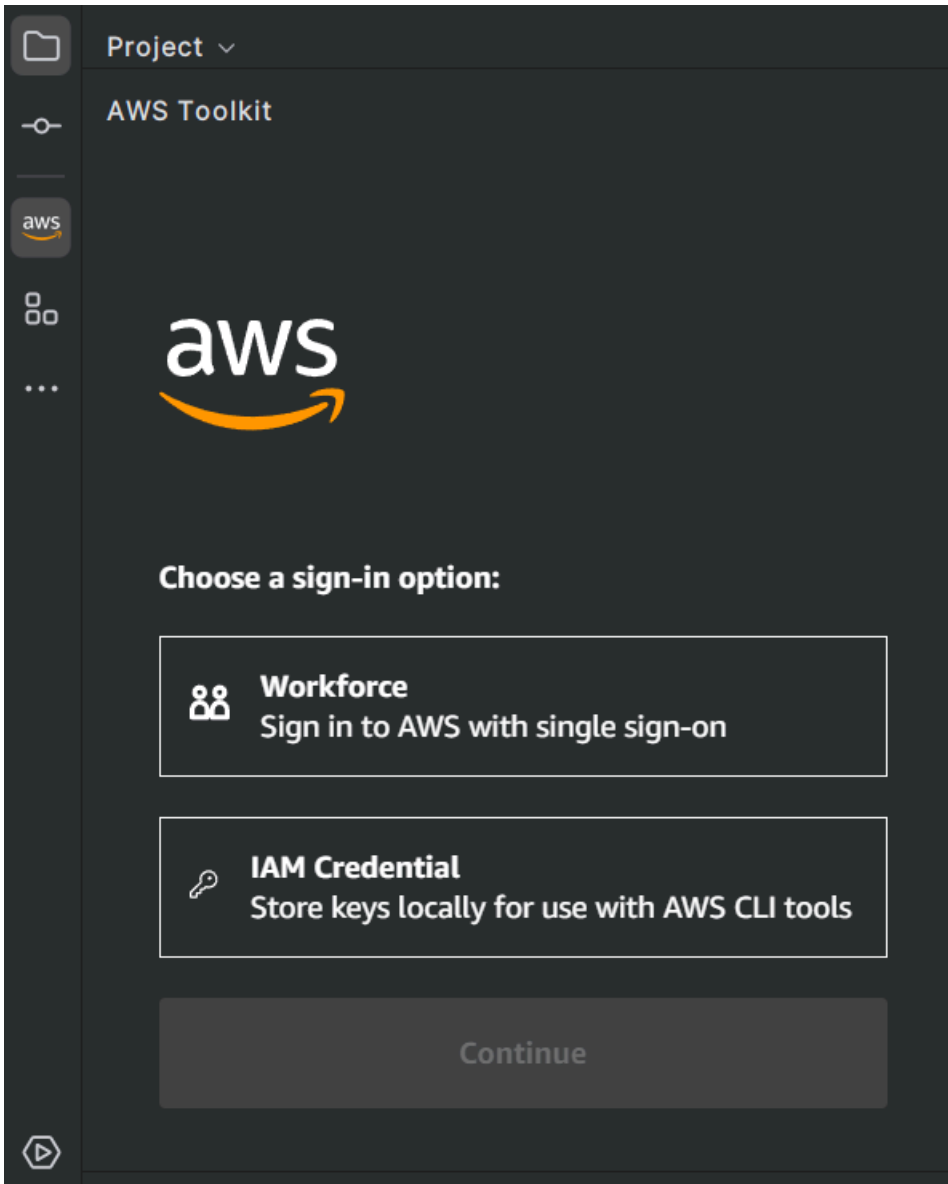 Project
AWS Toolkit
aws
aws
Choose a sign-in option:
Workforce
Sign in to AWS with single sign-on
IAM Credential
Store keys locally for use with AWS CLI tools
Continue